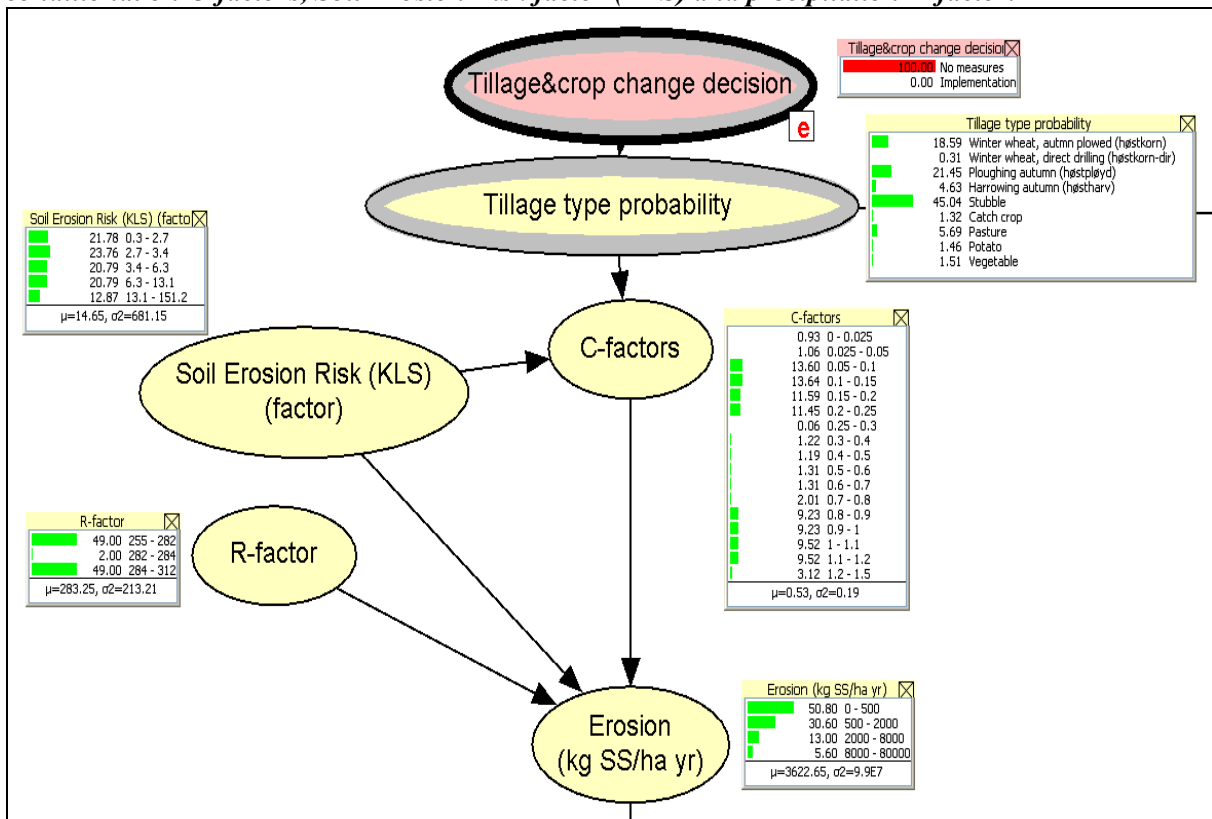 conditional on C-factors, Soil Erosion Risk factor (KLS) and precipitation R-factor.
Tillage&crop change decision
e
Tillage&crop change decision
100.00 No measures
0.00 Implementation
Tillage type probability
Tillage type probability
18.59 Winter wheat, autmn plowed (høstkorn)
0.31 Winter wheat, direct drilling (høstkorn-dir)
21.45 Ploughing autumn (høstpløyd)
4.63 Harrowing autumn (høstharv)
45.04 Stubble
1.32 Catch crop
5.69 Pasture
1.46 Potato
1.51 Vegetable
Soil Erosion Risk (KLS) (facto
21.78 0.3 - 2.7
23.76 2.7 - 3.4
20.79 3.4 - 6.3
20.79 6.3 - 13.1
12.87 13.1 - 151.2
μ=14.65, σ2=681.15
Soil Erosion Risk (KLS)
(factor)
C-factors
C-factors
0.93 0 - 0.025
1.06 0.025 - 0.05
13.60 0.05 - 0.1
13.64 0.1 - 0.15
11.59 0.15 - 0.2
11.45 0.2 - 0.25
0.06 0.25 - 0.3
1.22 0.3 - 0.4
1.19 0.4 - 0.5
1.31 0.5 - 0.6
1.31 0.6 - 0.7
2.01 0.7 - 0.8
9.23 0.8 - 0.9
9.23 0.9 - 1
9.52 1 - 1.1
9.52 1.1 - 1.2
3.12 1.2 - 1.5
μ=0.53, σ2=0.19
R-factor
49.00 255 - 282
2.00 282 - 284
49.00 284 - 312
μ=283.25, σ2=213.21
R-factor
Erosion
(kg SS/ha yr)
Erosion (kg SS/ha yr)
50.80 0 - 500
30.60 500 - 2000
13.00 2000 - 8000
5.60 8000 - 80000
μ=3622.65, σ2=9.9E7